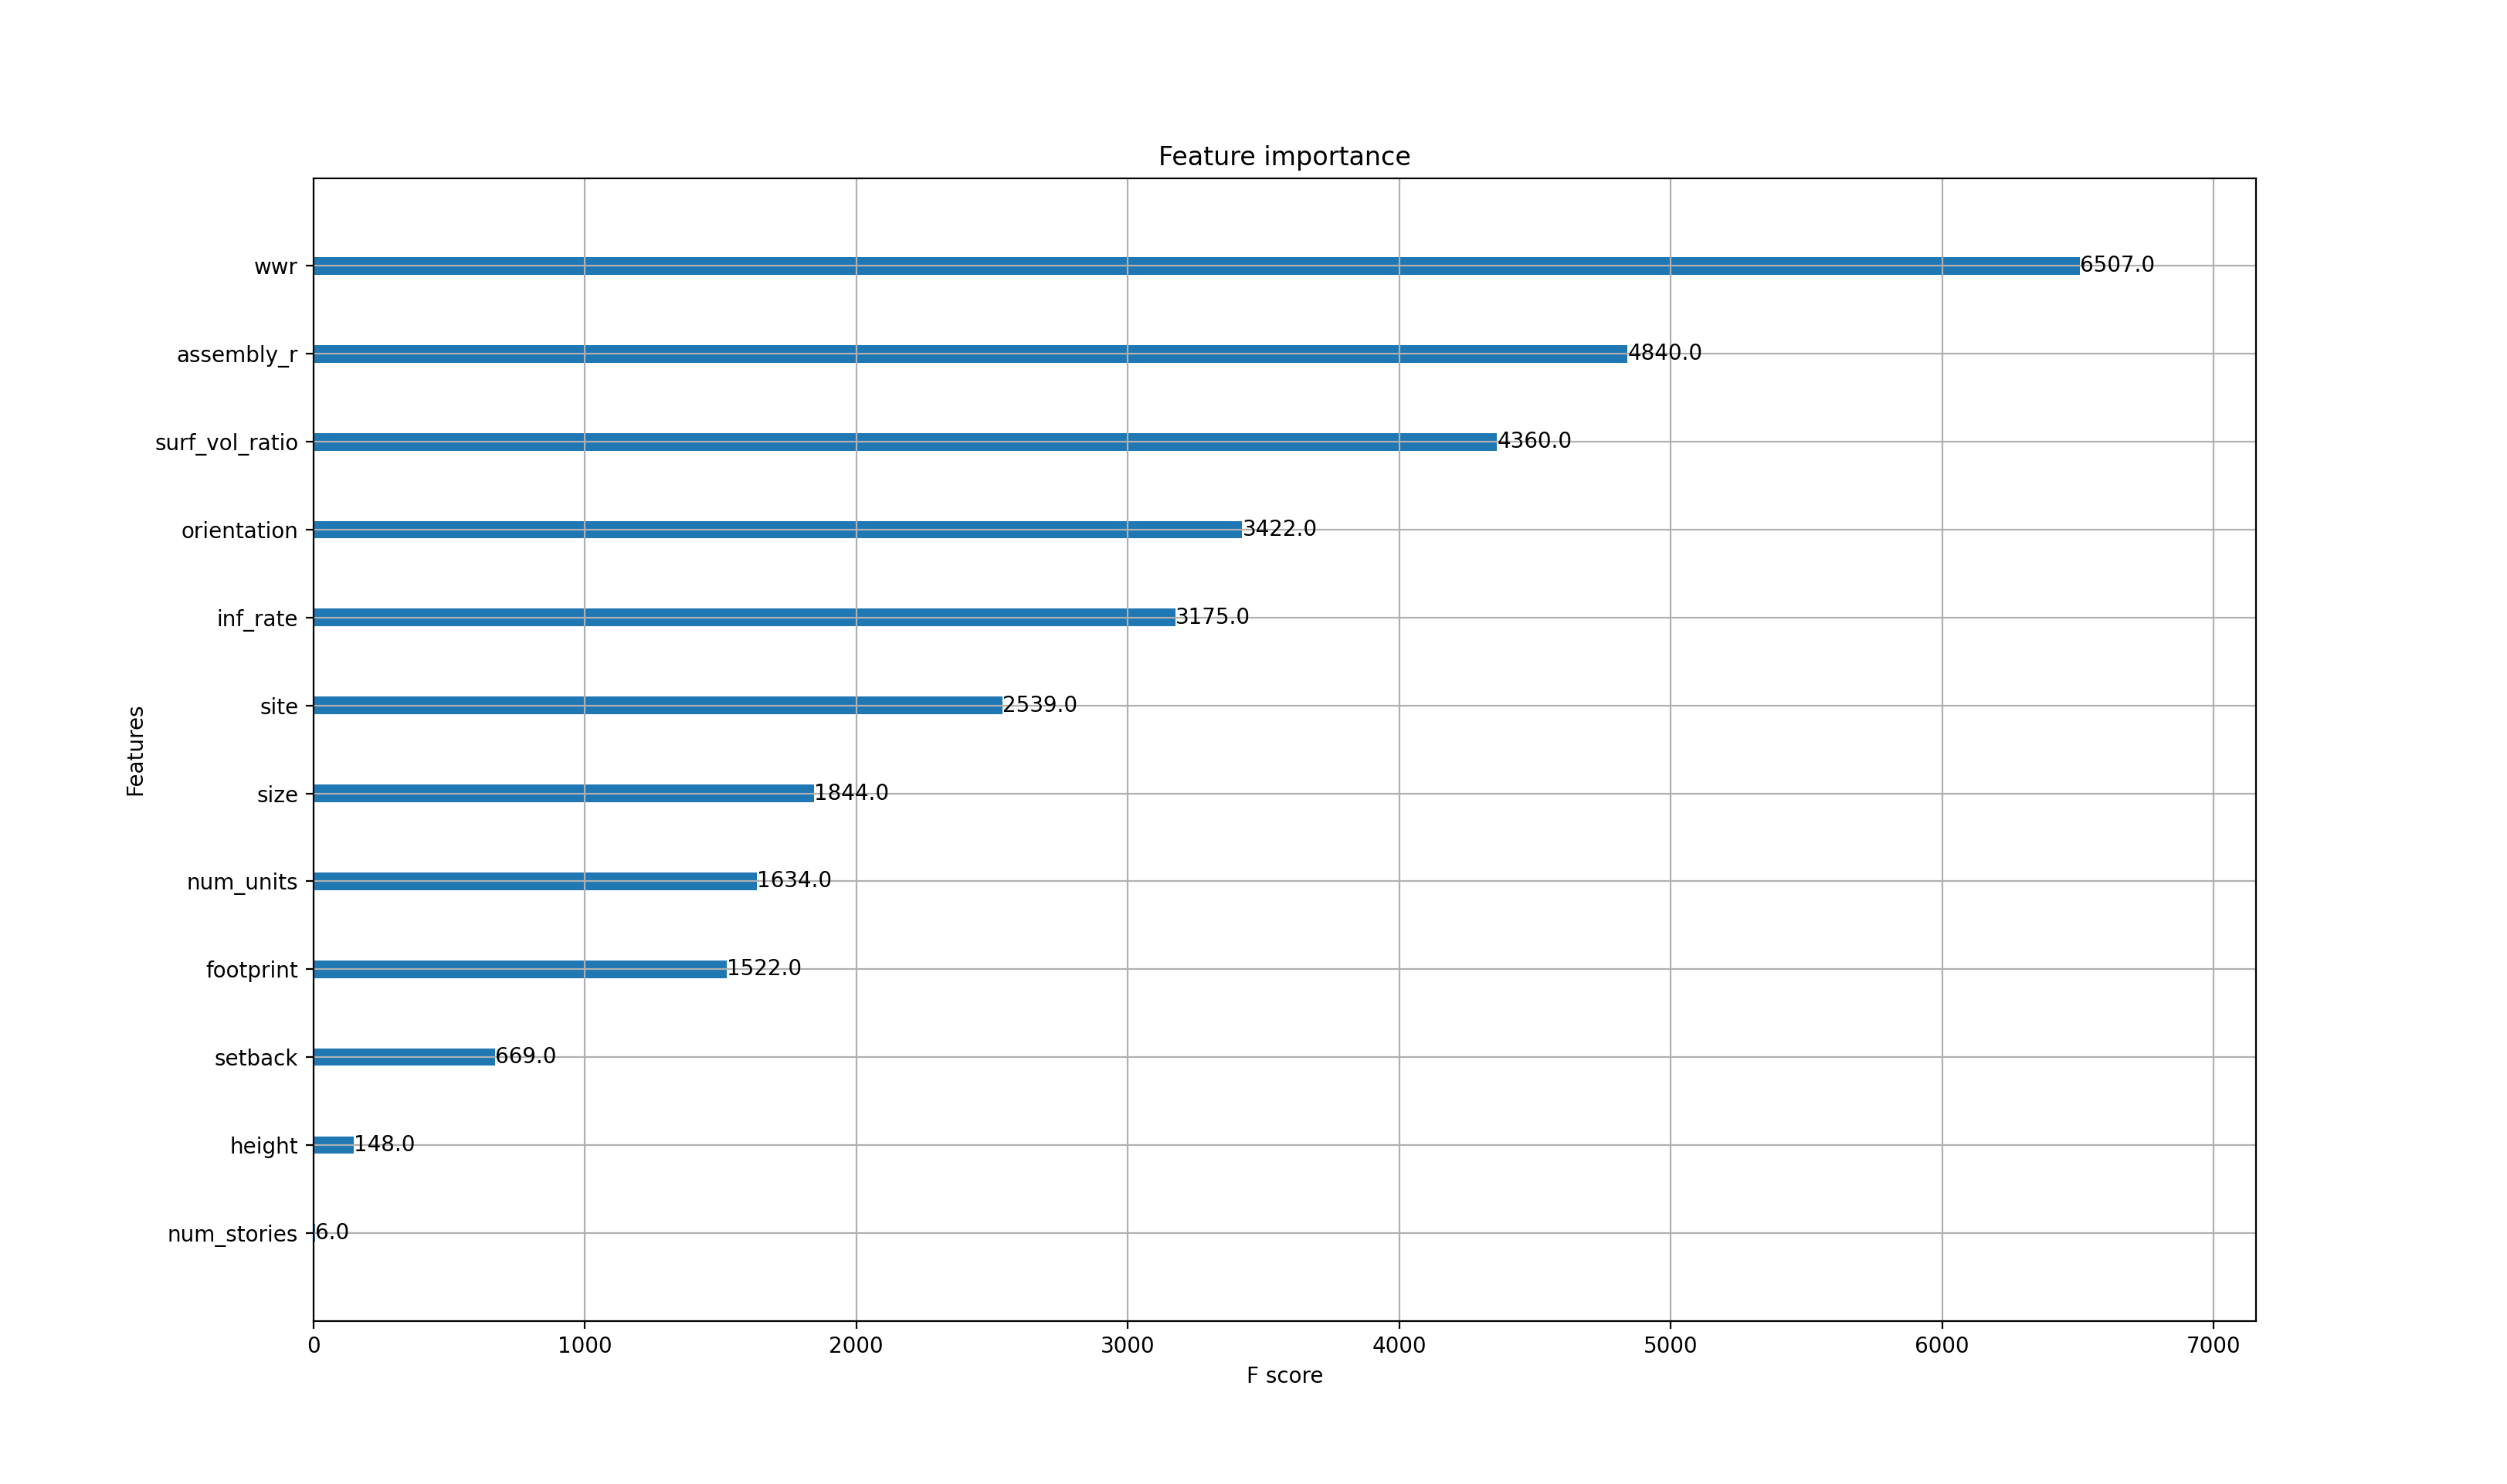 Feature importance
wwr 6507.0
assembly_r 4840.0
surf_vol_ratio 4360.0
orientation 3422.0
inf_rate 3175.0
site 2539.0
size 1844.0
num_units 1634.0
footprint 1522.0
setback 669.0
height 148.0
num_stories 6.0
Features
0 1000 2000 3000 4000 5000 6000 7000
F score